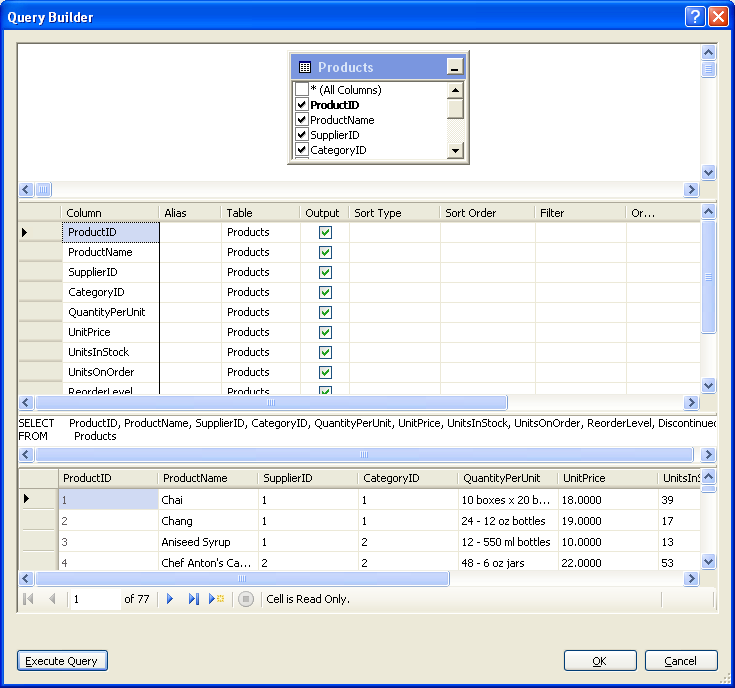 Query Builder
Products
* (All Columns)
ProductID
ProductName
SupplierID
CategoryID
Column Alias Table Output Sort Type Sort Order Filter Or...
ProductID Products
ProductName Products
SupplierID Products
CategoryID Products
QuantityPerUnit Products
UnitPrice Products
UnitsInStock Products
UnitsOnOrder Products
ReorderLevel Products
SELECT ProductID, ProductName, SupplierID, CategoryID, QuantityPerUnit, UnitPrice, UnitsInStock, UnitsOnOrder, ReorderLevel, Discontinued
FROM Products
ProductID ProductName SupplierID CategoryID QuantityPerUnit UnitPrice UnitsInS
1 Chai 1 1 10 boxes x 20 b... 18.0000 39
2 Chang 1 1 24 - 12 oz bottles 19.0000 17
3 Aniseed Syrup 1 2 12 - 550 ml bottles 10.0000 13
4 Chef Anton's Ca... 2 2 48 - 6 oz jars 22.0000 53
1 of 77 Cell is Read Only.
Execute Query OK Cancel